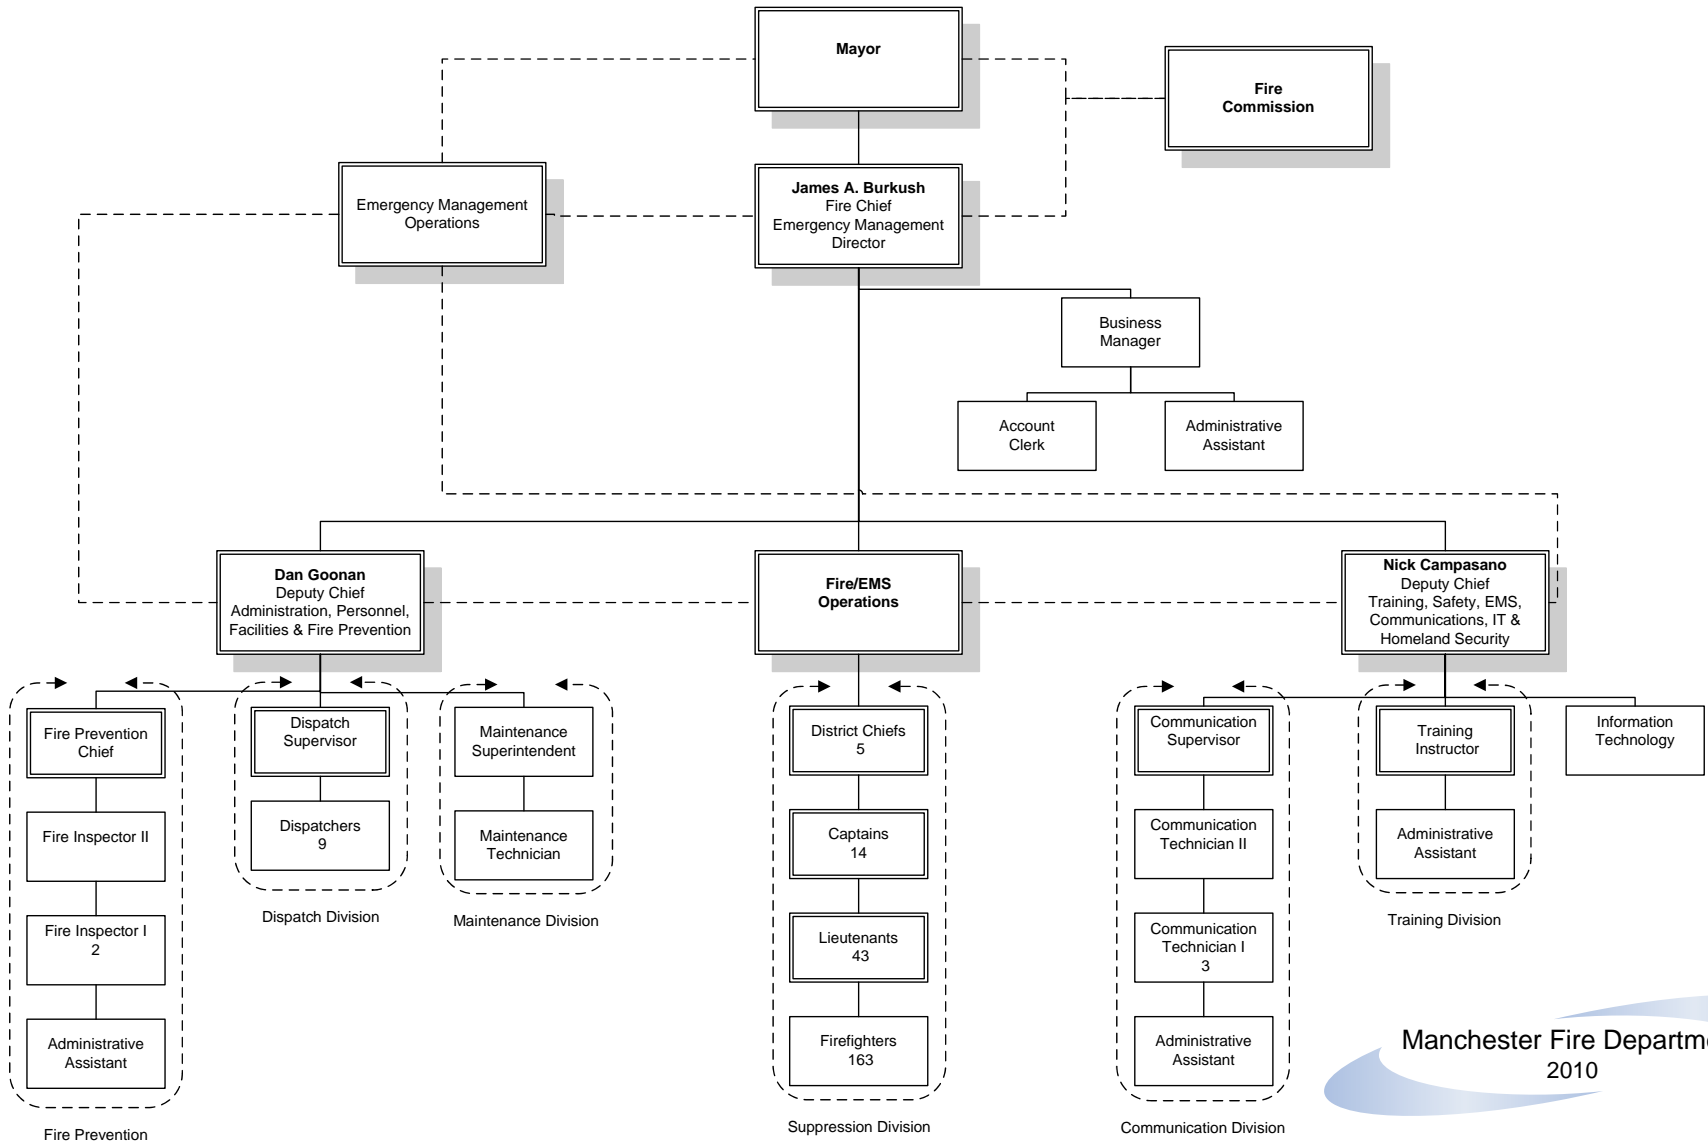 Mayor
Fire
Commission
Emergency Management
Operations
James A. Burkush
Fire Chief
Emergency Management
Director
Business
Manager
Account
Clerk
Administrative
Assistant
Dan Goonan
Deputy Chief
Administration, Personnel,
Facilities & Fire Prevention
Fire/EMS
Operations
Nick Campasano
Deputy Chief
Training, Safety, EMS,
Communications, IT &
Homeland Security
Fire Prevention
Chief
Fire Inspector II
Fire Inspector I
2
Administrative
Assistant
Fire Prevention
Dispatch
Supervisor
Dispatchers
9
Dispatch Division
Maintenance
Superintendent
Maintenance
Technician
Maintenance Division
District Chiefs
5
Captains
14
Lieutenants
43
Firefighters
163
Suppression Division
Communication
Supervisor
Communication
Technician II
Communication
Technician I
3
Administrative
Assistant
Communication Division
Training
Instructor
Administrative
Assistant
Training Division
Information
Technology
Manchester Fire Departm
2010